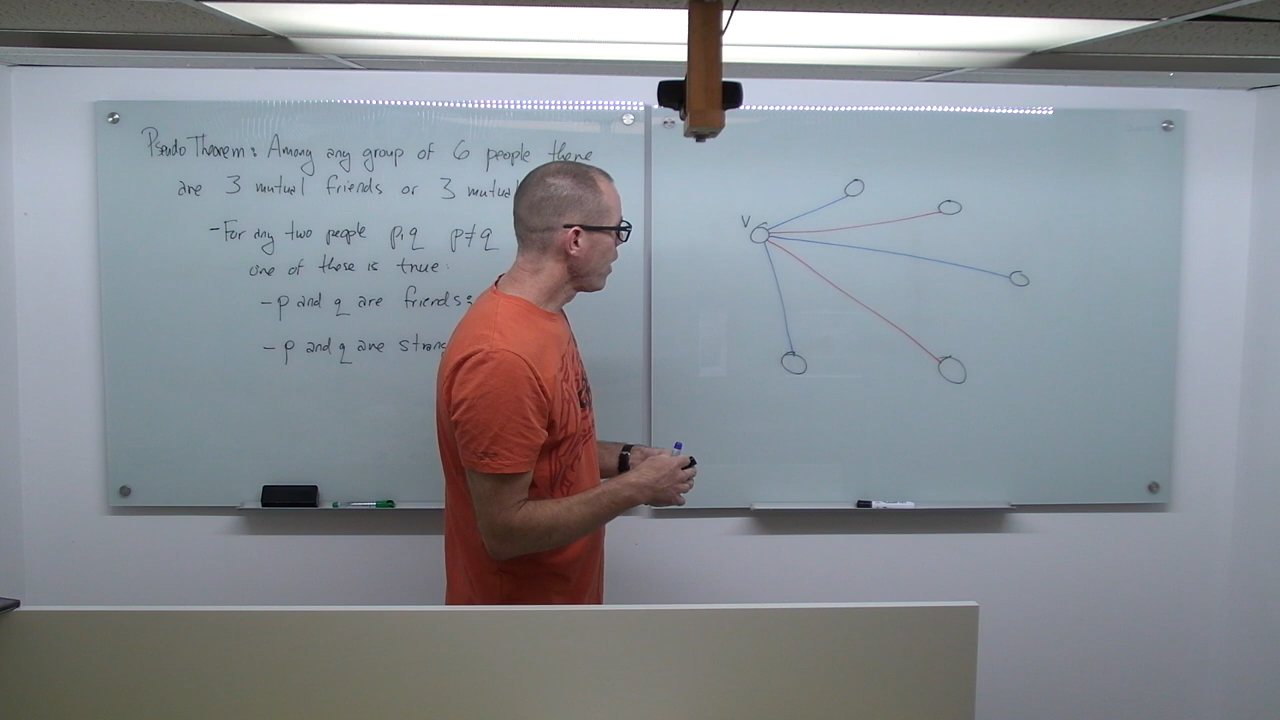 Pseudo Theorem: Among any group of 6 people there
are 3 mutual friends or 3 mutual
- For any two people p, q p ≠ q
one of these is true.
- p and q are friends:
- p and q are
V